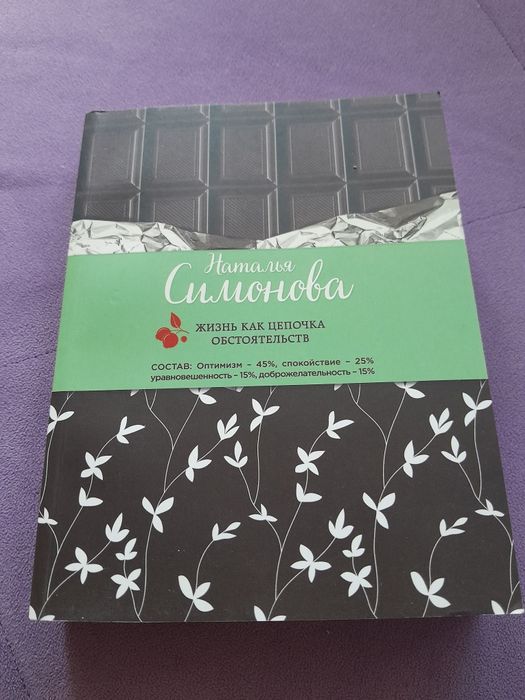 Наталья
Симонова
ЖИЗНЬ КАК ЦЕПОЧКА
ОБСТОЯТЕЛЬСТВ
СОСТАВ: Оптимизм – 45%, спокойствие – 25%
уравновешенность – 15%, доброжелательность – 15%